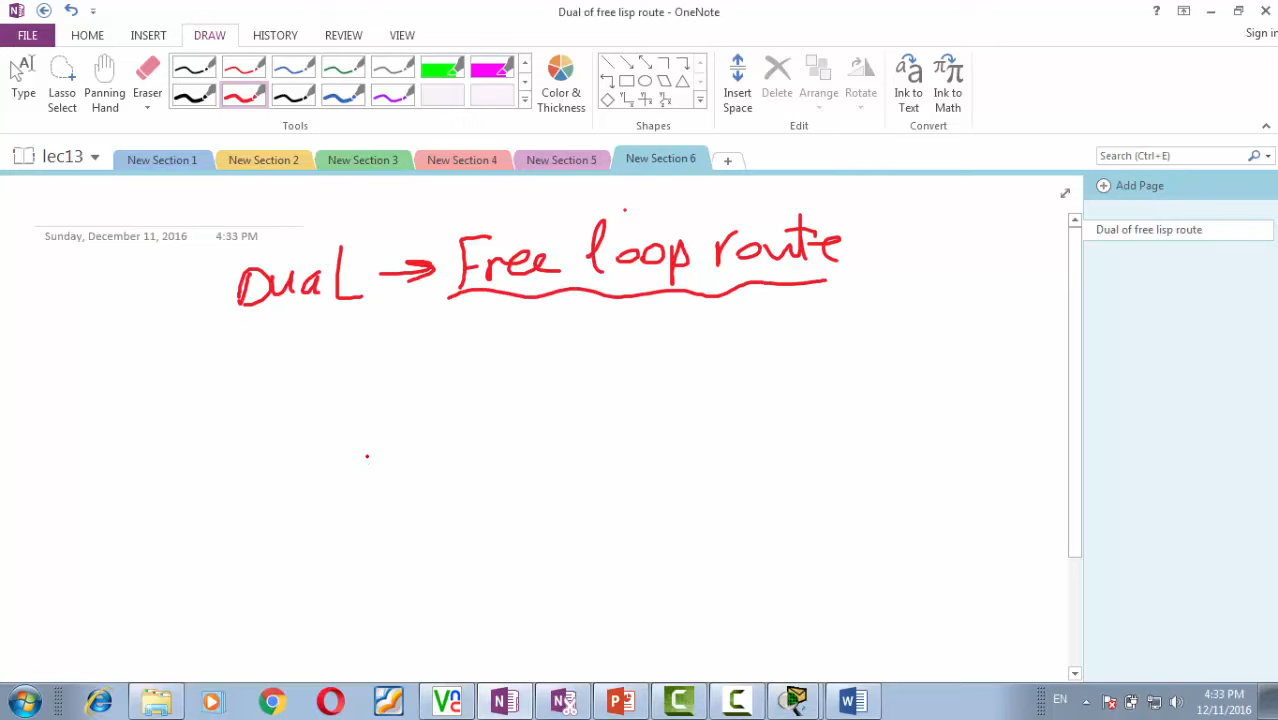 Dual of free lisp route - OneNote
? 
Sign in
FILE HOME INSERT DRAW HISTORY REVIEW VIEW
Type
Lasso Select
Panning Hand
Eraser
Color & Thickness
Insert Space
Delete
Arrange
Rotate
Ink to Text
Ink to Math
Tools Shapes Edit Convert
lec13 New Section 1 New Section 2 New Section 3 New Section 4 New Section 5 New Section 6 Search (Ctrl+E)
Add Page
Dual of free lisp route
Sunday, December 11, 2016 4:33 PM
DuaL → Free loop route
EN 4:33 PM
12/11/2016